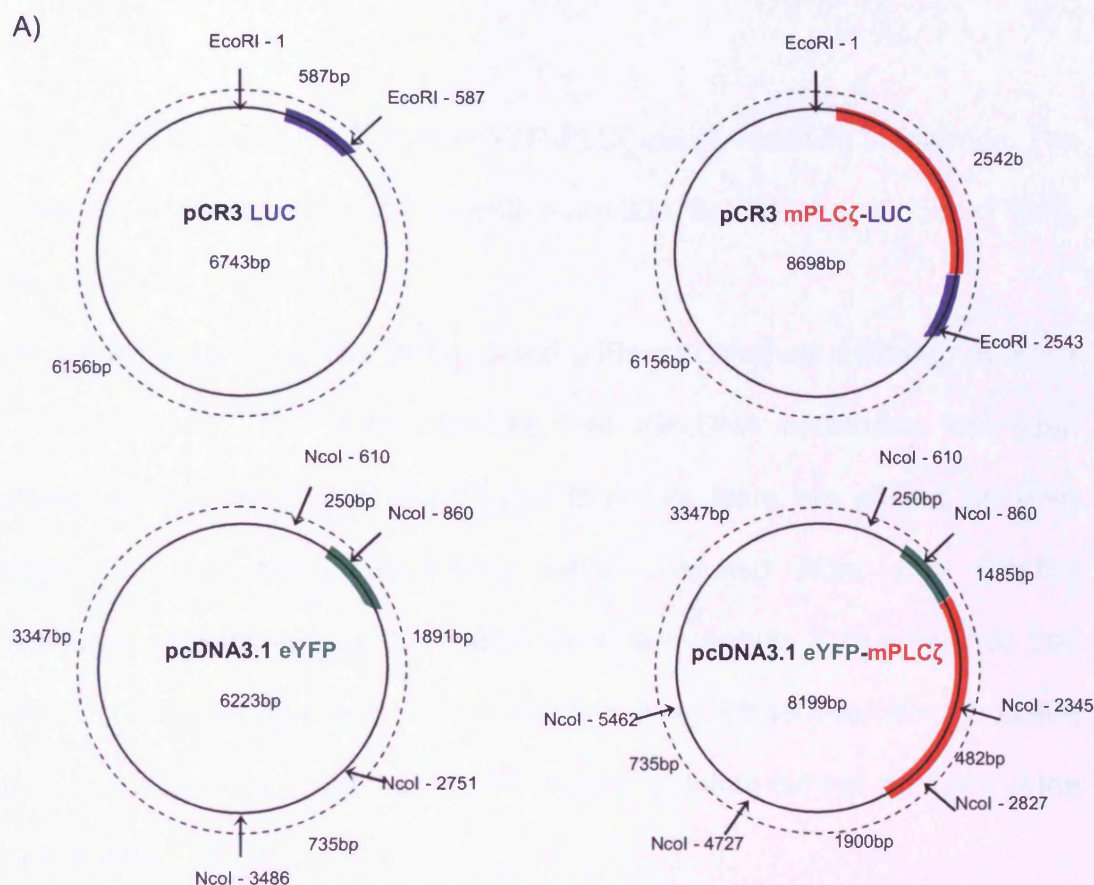 A)
EcoRI - 1
587bp
EcoRI - 587
pCR3 LUC
6743bp
6156bp
EcoRI - 1
2542b
pCR3 mPLCζ-LUC
8698bp
EcoRI - 2543
6156bp
NcoI - 610
250bp
NcoI - 860
3347bp
1891bp
pcDNA3.1 eYFP
6223bp
NcoI - 2751
735bp
NcoI - 3486
NcoI - 610
3347bp
250bp
NcoI - 860
1485bp
pcDNA3.1 eYFP-mPLCζ
8199bp
NcoI - 5462
NcoI - 2345
735bp
482bp
NcoI - 2827
NcoI - 4727
1900bp